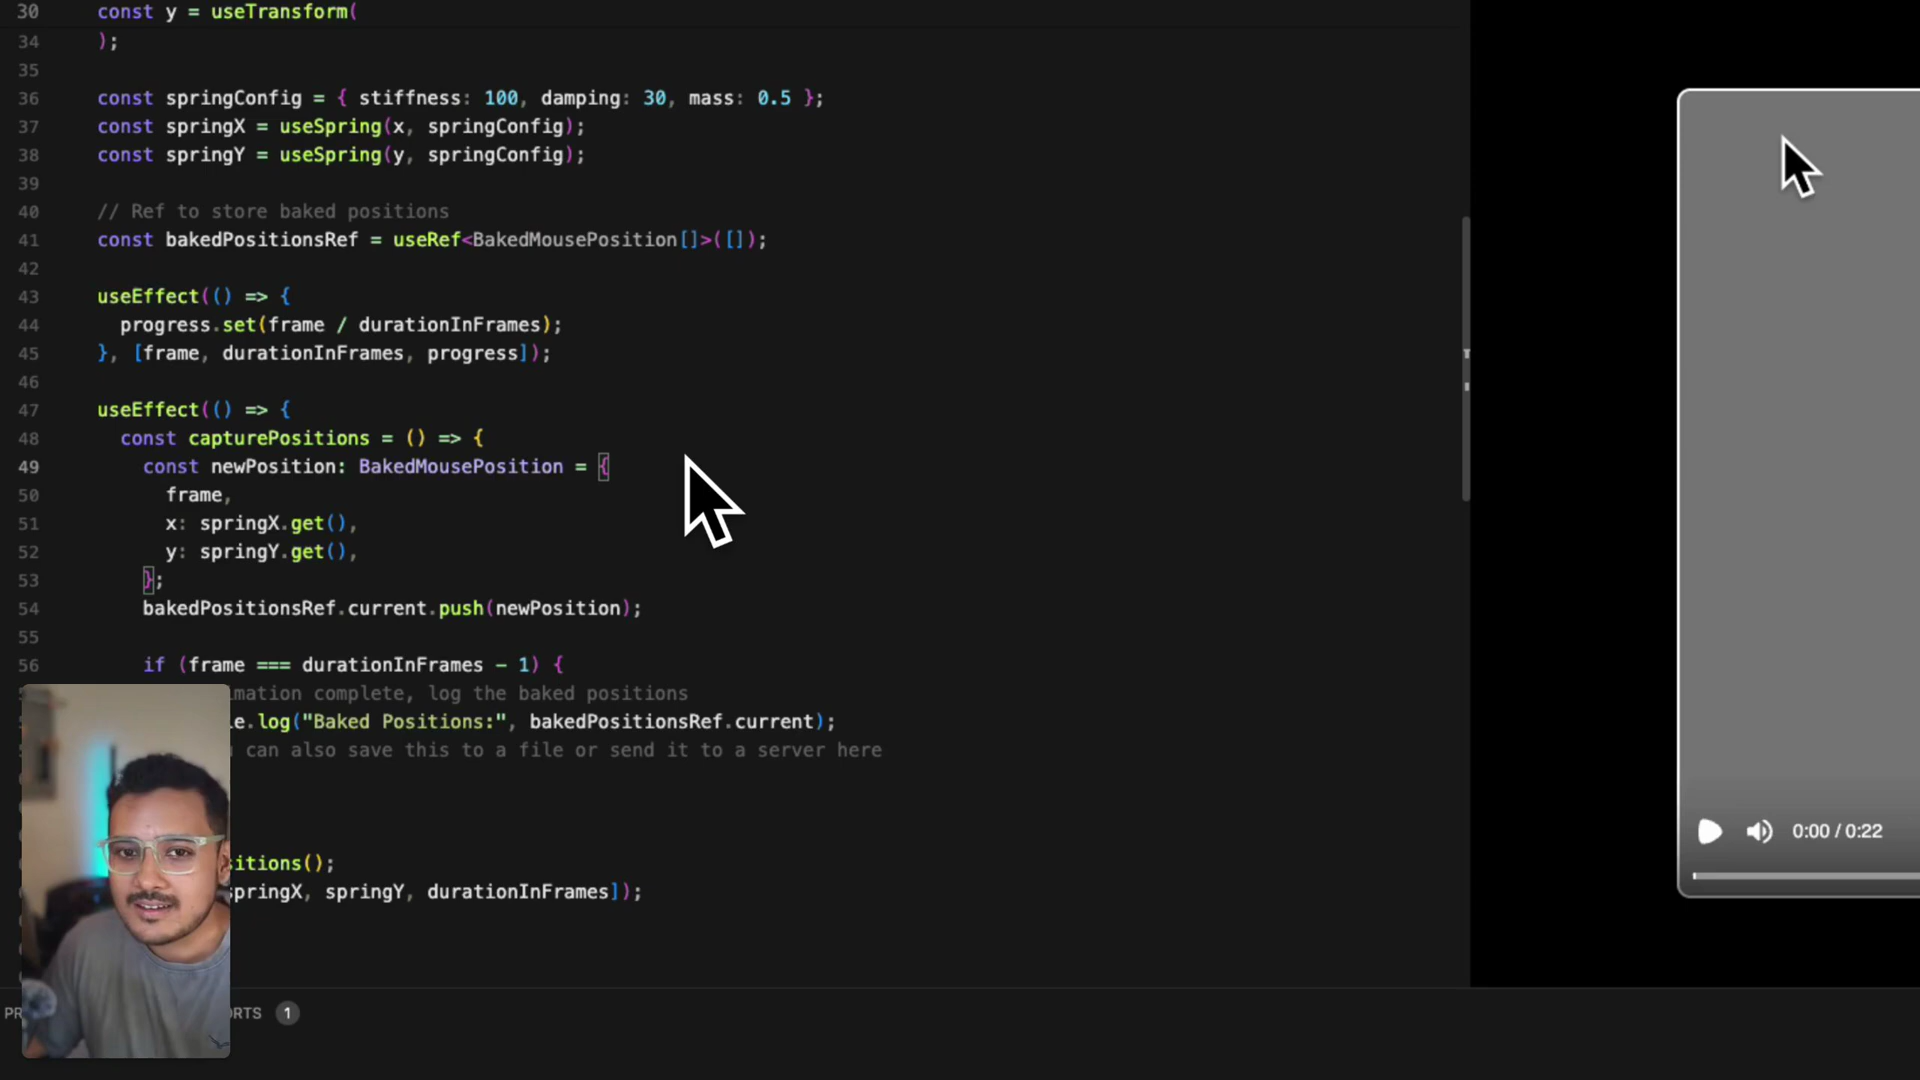 30 const y = useTransform(
34 );
35
36 const springConfig = { stiffness: 100, damping: 30, mass: 0.5 };
37 const springX = useSpring(x, springConfig);
38 const springY = useSpring(y, springConfig);
39
40 // Ref to store baked positions
41 const bakedPositionsRef = useRef<BakedMousePosition[]>([]);
42
43 useEffect(() => {
44 progress.set(frame / durationInFrames);
45 }, [frame, durationInFrames, progress]);
46
47 useEffect(() => {
48 const capturePositions = () => {
49 const newPosition: BakedMousePosition = {
50 frame,
51 x: springX.get(),
52 y: springY.get(),
53 };
54 bakedPositionsRef.current.push(newPosition);
55
56 if (frame === durationInFrames - 1) {
mation complete, log the baked positions
le.log("Baked Positions:", bakedPositionsRef.current);
can also save this to a file or send it to a server here
sitions();
springX, springY, durationInFrames]);
PR ORTS 1
0:00 / 0:22